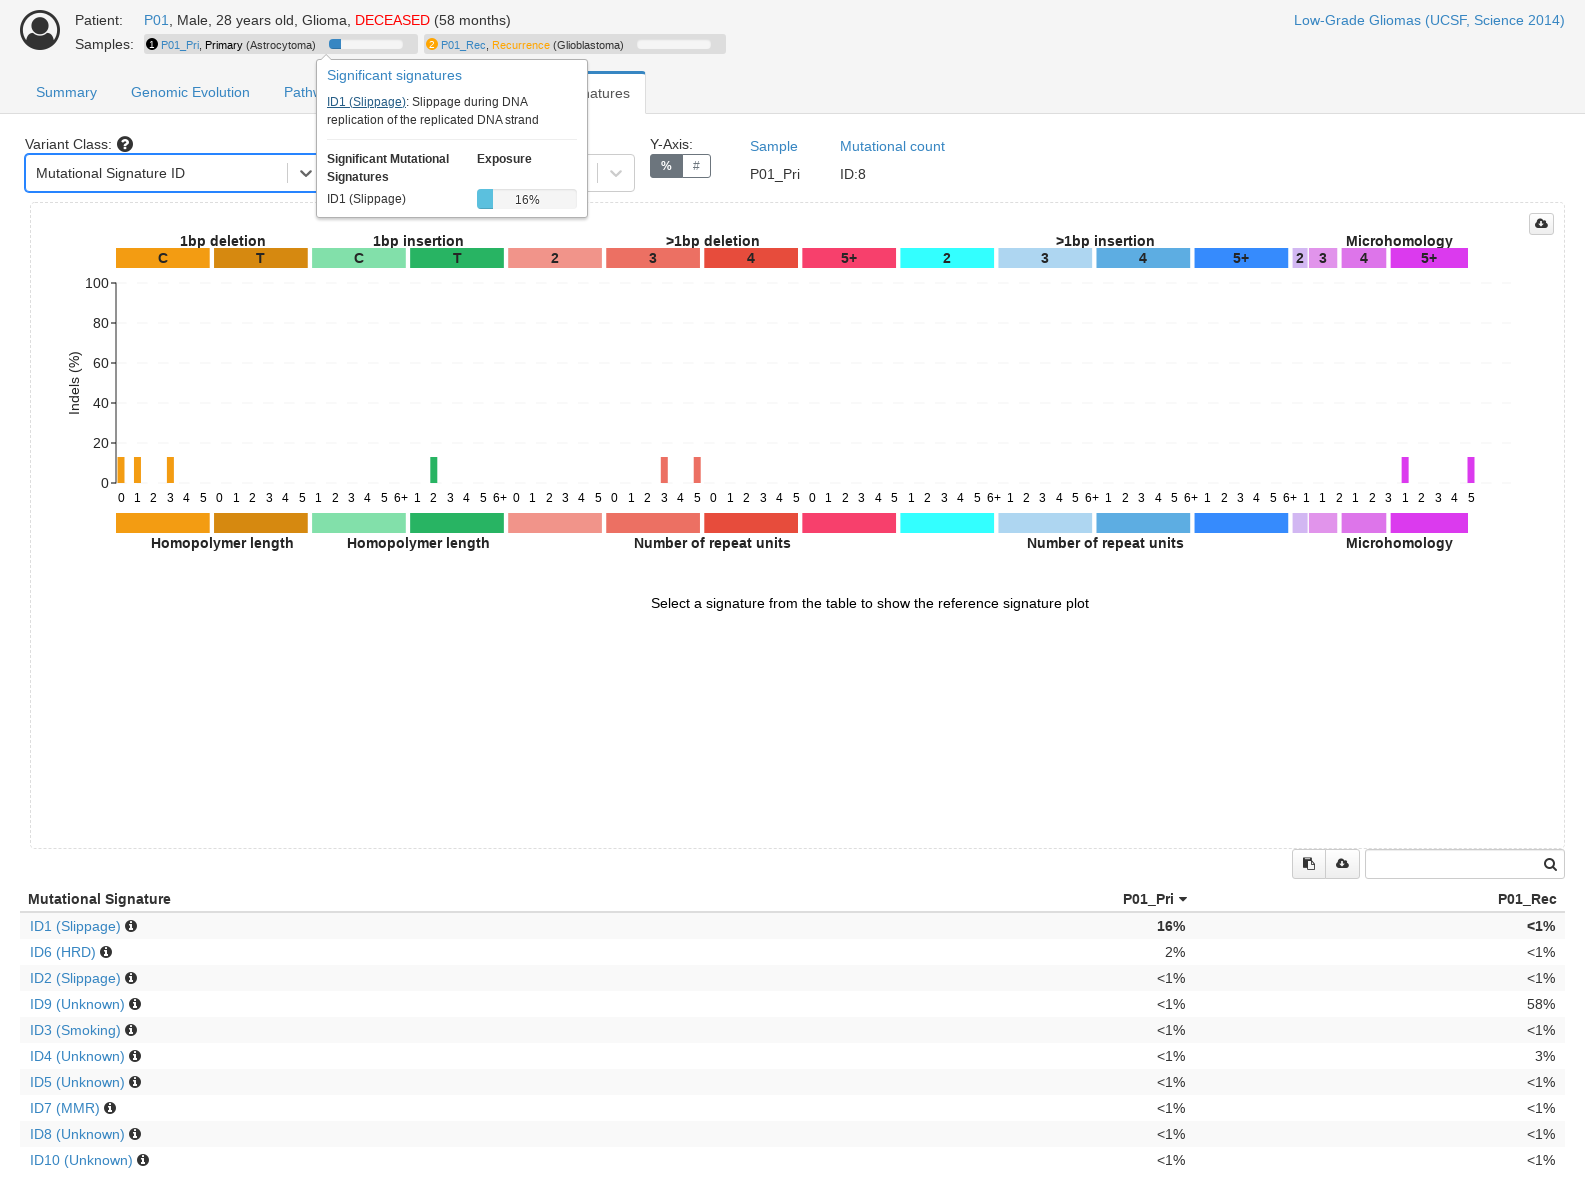 Patient: P01, Male, 28 years old, Glioma, DECEASED (58 months)
Low-Grade Gliomas (UCSF, Science 2014)
Samples: 1 P01_Pri, Primary (Astrocytoma) 2 P01_Rec, Recurrence (Glioblastoma)
Significant signatures
ID1 (Slippage): Slippage during DNA
replication of the replicated DNA strand
Significant Mutational Signatures Exposure
ID1 (Slippage) 16%
Summary Genomic Evolution Pathw natures
Variant Class: ?
Mutational Signature ID
Y-Axis:
% #
Sample Mutational count
P01_Pri ID:8
1bp deletion 1bp insertion >1bp deletion >1bp insertion Microhomology
C T C T 2 3 4 5+ 2 3 4 5+ 2 3 4 5+
100
80
60
40
20
0
Indels (%)
0 1 2 3 4 5 0 1 2 3 4 5 1 2 3 4 5 6+ 1 2 3 4 5 6+ 0 1 2 3 4 5 0 1 2 3 4 5 0 1 2 3 4 5 0 1 2 3 4 5 1 2 3 4 5 6+ 1 2 3 4 5 6+ 1 2 3 4 5 6+ 1 2 3 4 5 6+ 1 1 2 1 2 3 1 2 3 4 5
Homopolymer length Homopolymer length Number of repeat units Number of repeat units Microhomology
Select a signature from the table to show the reference signature plot
Mutational Signature P01_Pri P01_Rec
ID1 (Slippage) 16% <1%
ID6 (HRD) 2% <1%
ID2 (Slippage) <1% <1%
ID9 (Unknown) <1% 58%
ID3 (Smoking) <1% <1%
ID4 (Unknown) <1% 3%
ID5 (Unknown) <1% <1%
ID7 (MMR) <1% <1%
ID8 (Unknown) <1% <1%
ID10 (Unknown) <1% <1%